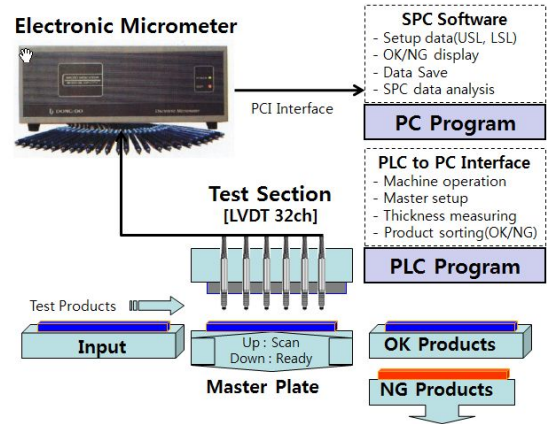 Electronic Micrometer
DONG-DO
PCI Interface
SPC Software
- Setup data(USL, LSL)
- OK/NG display
- Data Save
- SPC data analysis
PC Program
PLC to PC Interface
- Machine operation
- Master setup
- Thickness measuring
- Product sorting(OK/NG)
PLC Program
Test Section
[LVDT 32ch]
Test Products
Input
Up : Scan
Down : Ready
Master Plate
OK Products
NG Products